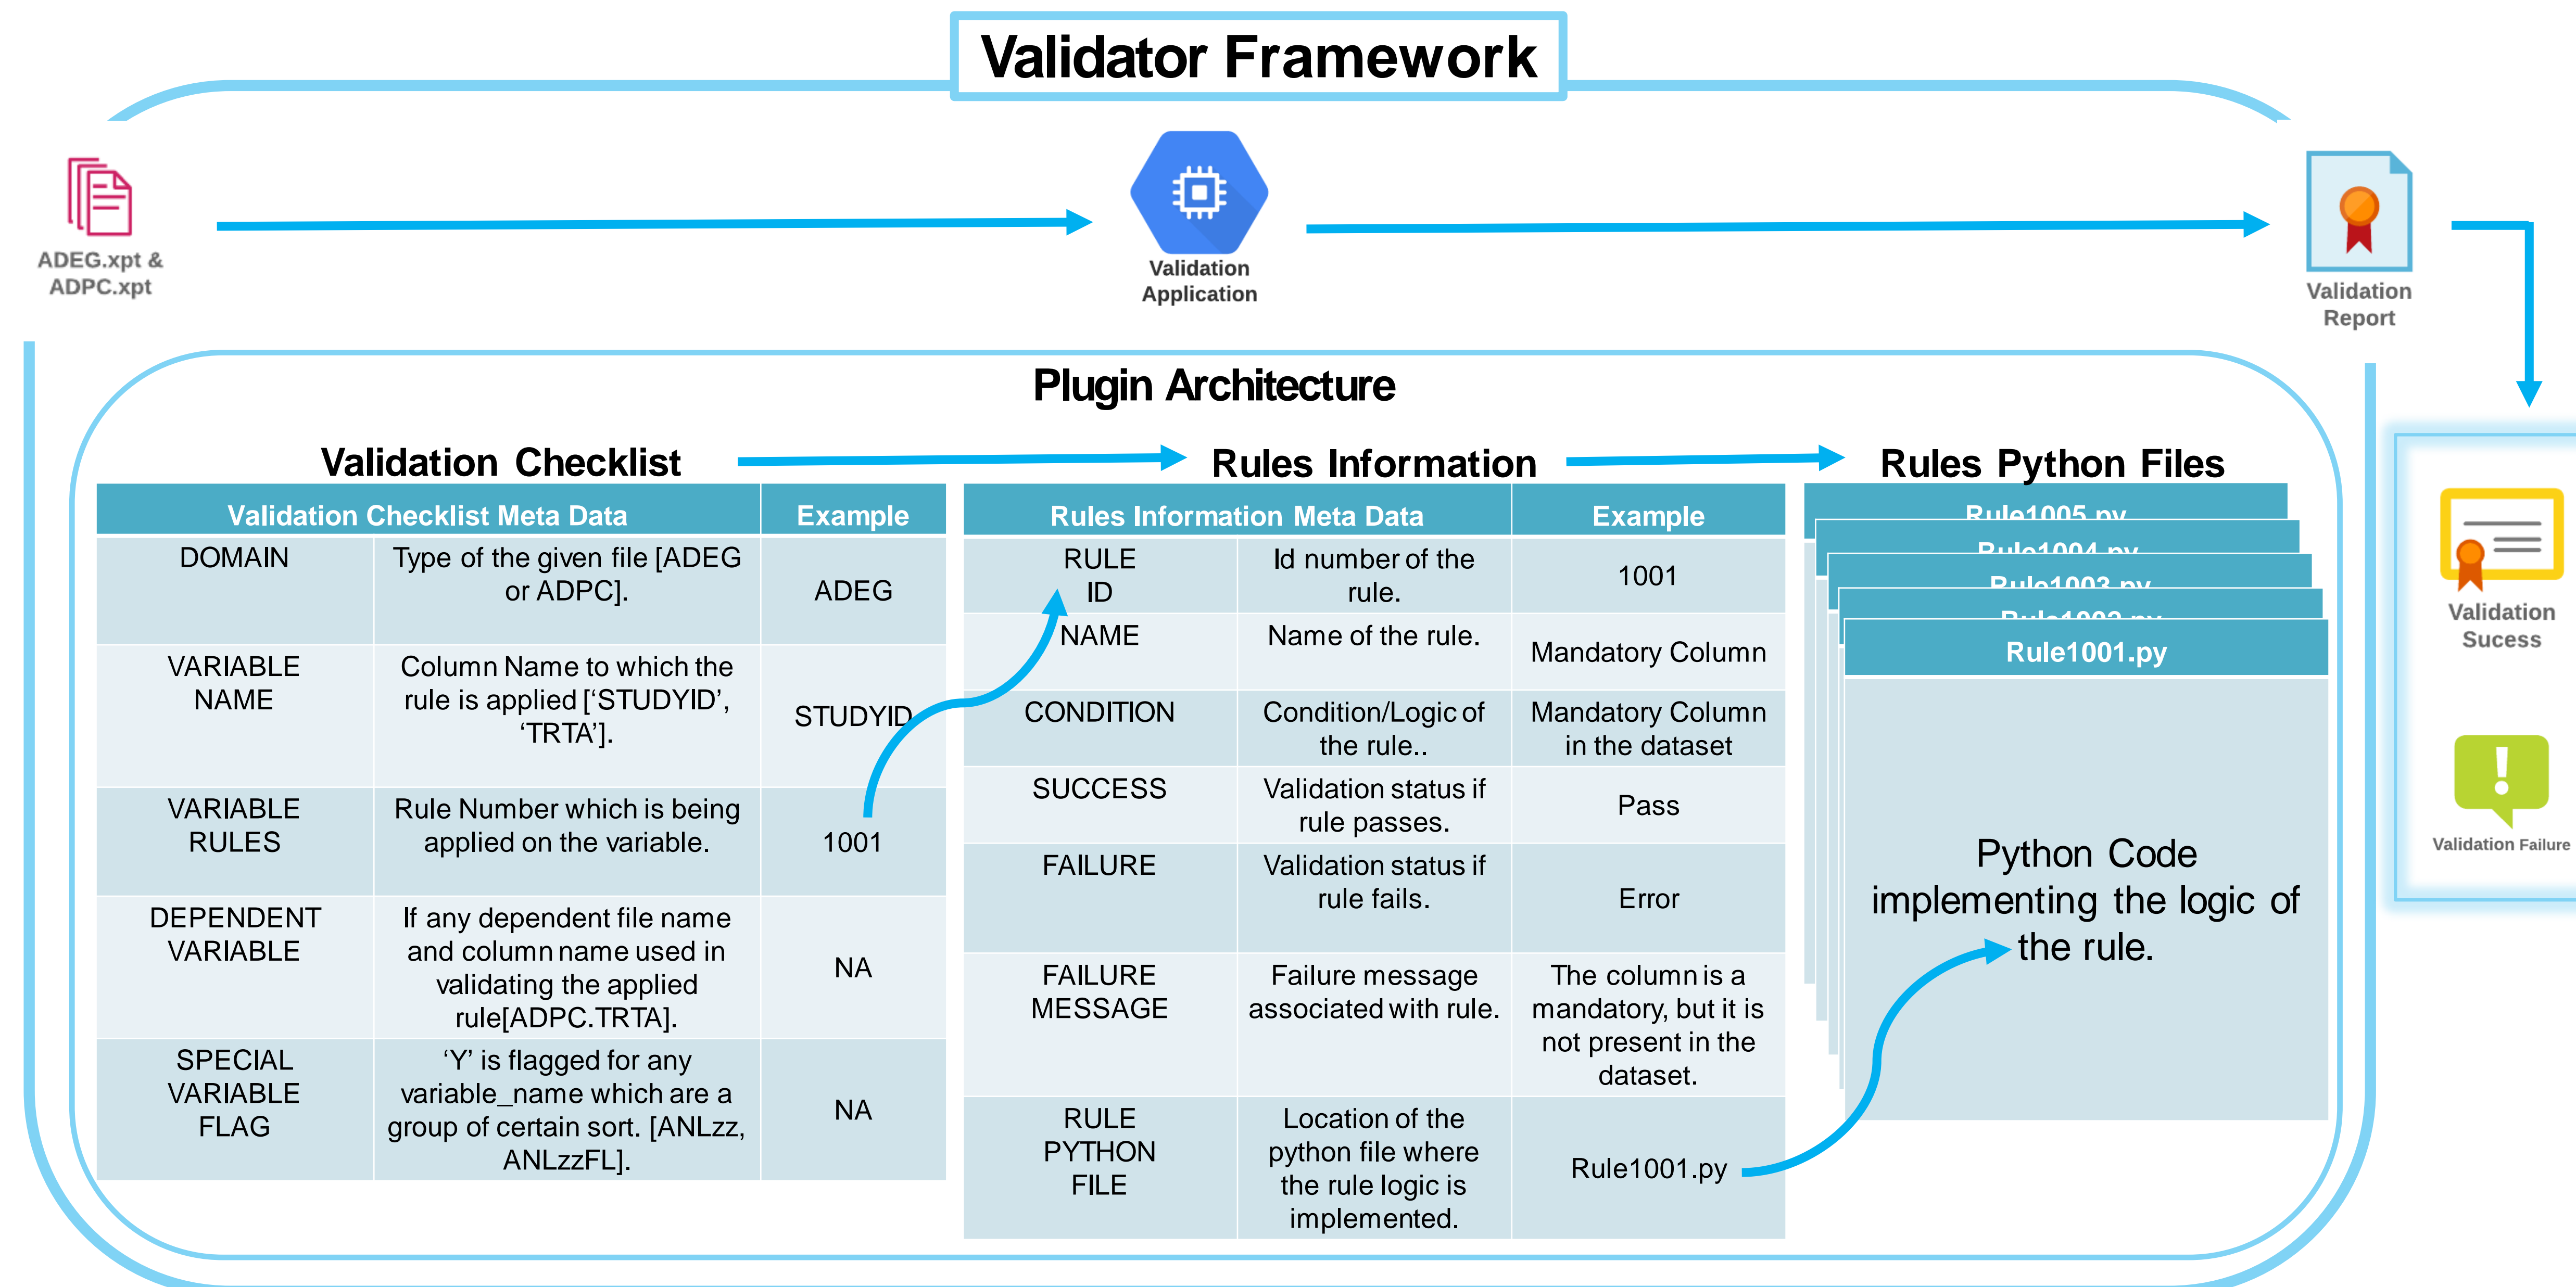 Validator Framework
ADEG.xpt &
ADPC.xpt
Validation
Application
Validation
Report
Plugin Architecture
Validation Checklist
Rules Information
Rules Python Files
Validation Checklist Meta Data
Example
DOMAIN
Type of the given file [ADEG
or ADPC].
ADEG
VARIABLE
NAME
Column Name to which the
rule is applied [‘STUDYID’,
‘TRTA’].
STUDYID
VARIABLE
RULES
Rule Number which is being
applied on the variable.
1001
DEPENDENT
VARIABLE
If any dependent file name
and column name used in
validating the applied
rule[ADPC.TRTA].
NA
SPECIAL
VARIABLE
FLAG
‘Y’ is flagged for any
variable_name which are a
group of certain sort. [ANLzz,
ANLzzFL].
NA
Rules Information Meta Data
Example
RULE
ID
Id number of the
rule.
1001
NAME
Name of the rule.
Mandatory Column
CONDITION
Condition/Logic of
the rule..
Mandatory Column
in the dataset
SUCCESS
Validation status if
rule passes.
Pass
FAILURE
Validation status if
rule fails.
Error
FAILURE
MESSAGE
Failure message
associated with rule.
The column is a
mandatory, but it is
not present in the
dataset.
RULE
PYTHON
FILE
Location of the
python file where
the rule logic is
implemented.
Rule1001.py
Rule1005.py
Rule1004.py
Rule1003.py
Rule1002.py
Rule1001.py
Python Code
implementing the logic of
the rule.
Validation
Sucess
Validation Failure